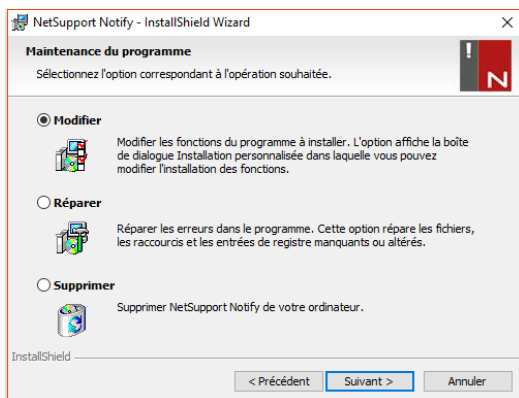 NetSupport Notify - InstallShield Wizard
Maintenance du programme
Sélectionnez l'option correspondant à l'opération souhaitée.
! N
Modifier
Modifier les fonctions du programme à installer. L'option affiche la boîte
de dialogue Installation personnalisée dans laquelle vous pouvez
modifier l'installation des fonctions.
Réparer
Réparer les erreurs dans le programme. Cette option répare les fichiers,
les raccourcis et les entrées de registre manquants ou altérés.
Supprimer
Supprimer NetSupport Notify de votre ordinateur.
InstallShield
< Précédent Suivant > Annuler